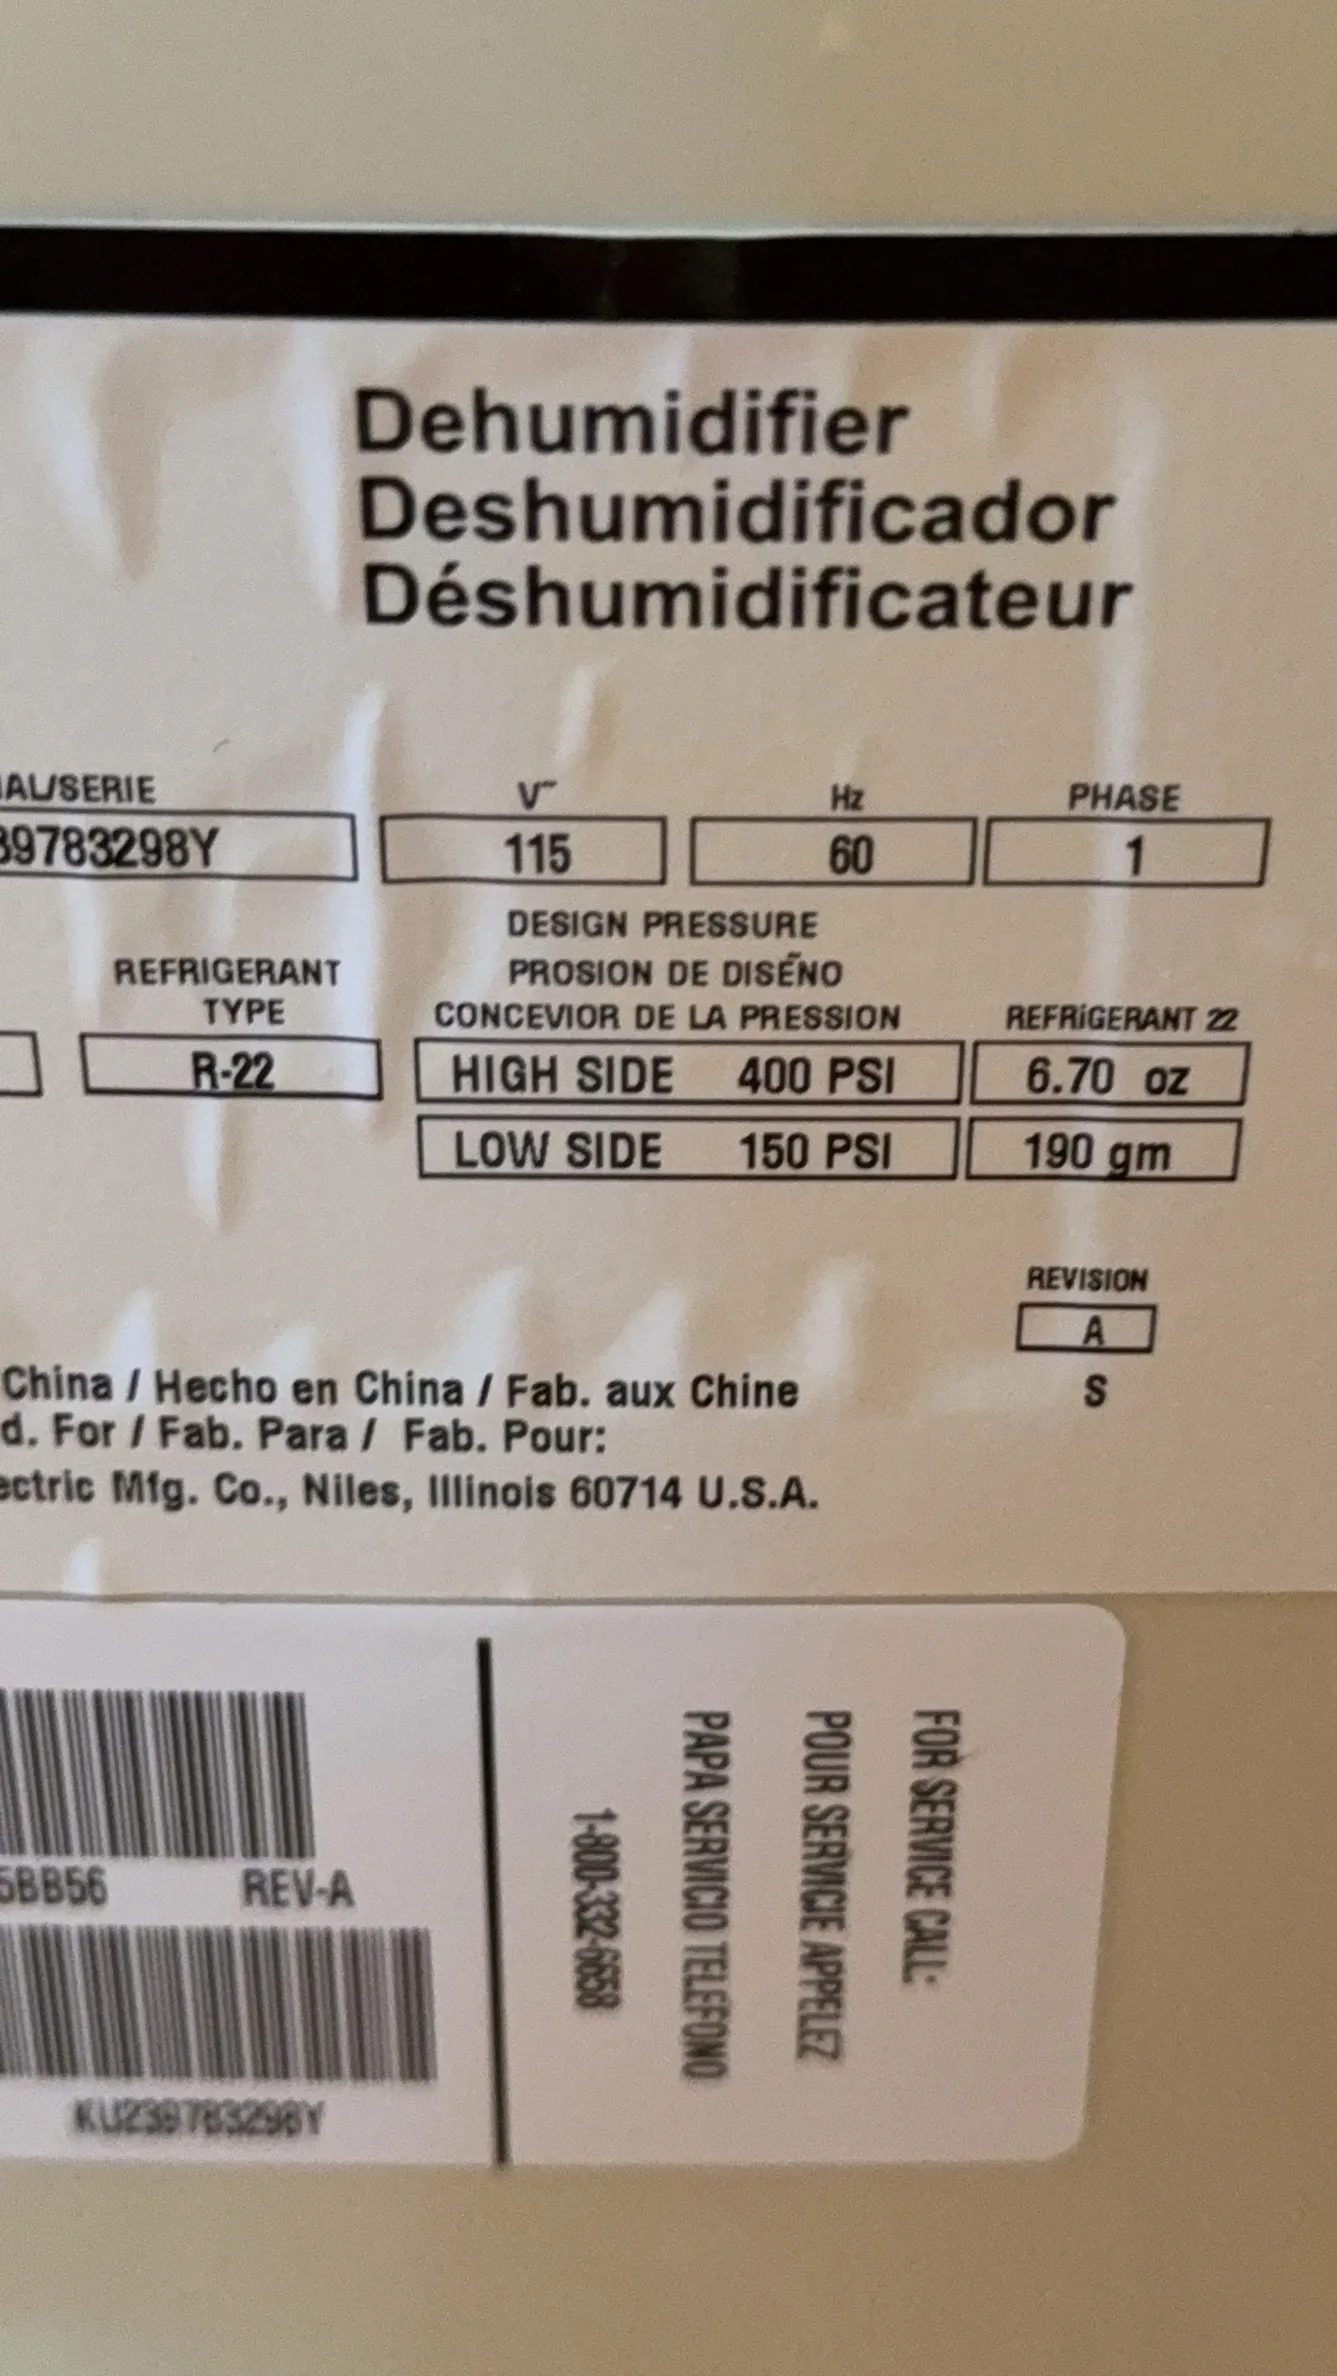 Dehumidifier
Deshumidificador
Déshumidificateur
AL/SERIE V~ Hz PHASE
39783298Y 115 60 1
DESIGN PRESSURE
REFRIGERANT PROSION DE DISEÑO
TYPE CONCEVIOR DE LA PRESSION REFRIGERANT 22
R-22 HIGH SIDE 400 PSI 6.70 oz
LOW SIDE 150 PSI 190 gm
REVISION
A
S
China / Hecho en China / Fab. aux Chine
d. For / Fab. Para / Fab. Pour:
ectric Mfg. Co., Niles, Illinois 60714 U.S.A.
5BB56 REV-A
KU239783298Y
FOR SERVICE CALL:
POUR SERVICIE APPELEZ
PAPA SERVICIO TELEFONO
1-800-332-6658